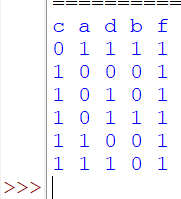 ==========
c a d b f
0 1 1 1 1
1 0 0 0 1
1 0 1 0 1
1 0 1 1 1
1 1 0 0 1
1 1 1 0 1
>>>